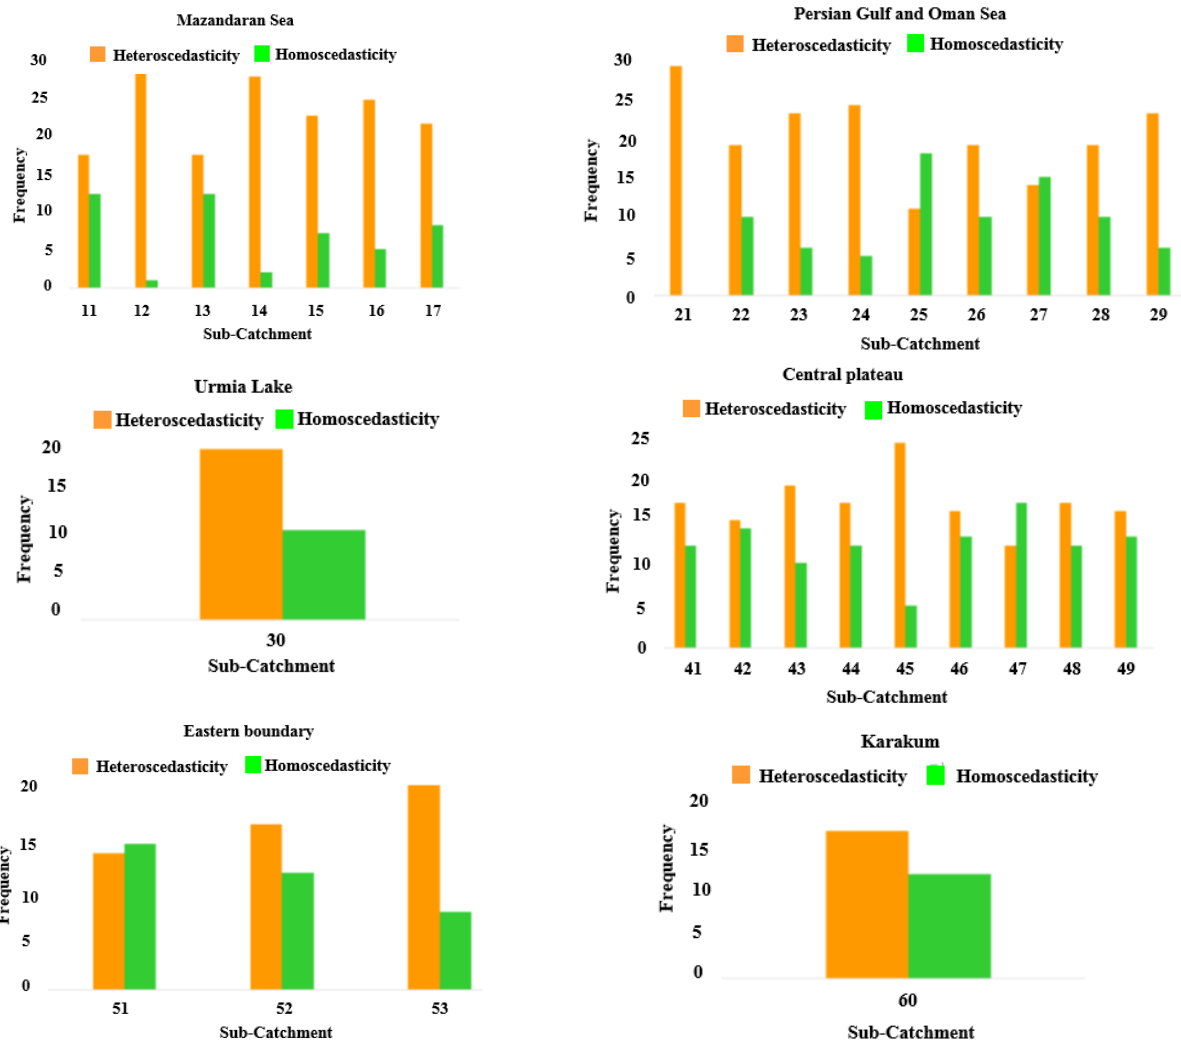 Mazandaran Sea
Heteroscedasticity Homoscedasticity
30
25
20
15
10
5
0
Frequency
11 12 13 14 15 16 17
Sub-Catchment
Persian Gulf and Oman Sea
Heteroscedasticity Homoscedasticity
30
25
20
15
10
5
0
Frequency
21 22 23 24 25 26 27 28 29
Sub-Catchment
Urmia Lake
Heteroscedasticity Homoscedasticity
20
15
10
5
0
Frequency
30
Sub-Catchment
Central plateau
Heteroscedasticity Homoscedasticity
25
20
15
10
5
0
Frequency
41 42 43 44 45 46 47 48 49
Sub-Catchment
Eastern boundary
Heteroscedasticity Homoscedasticity
20
15
10
5
0
Frequency
51 52 53
Sub-Catchment
Karakum
Heteroscedasticity Homoscedasticity
20
15
10
5
0
Frequency
60
Sub-Catchment